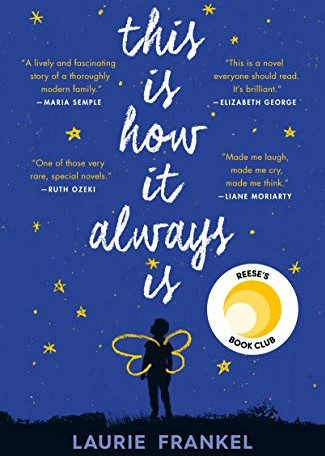 this
is
how
it
always
is
“A lively and fascinating
story of a thoroughly
modern family.”
—MARIA SEMPLE
“This is a novel
everyone should read.
It’s brilliant.”
—ELIZABETH GEORGE
“One of those very
rare, special novels.”
—RUTH OZEKI
“Made me laugh,
made me cry,
made me think.”
—LIANE MORIARTY
REESE’S
BOOK CLUB
LAURIE FRANKEL